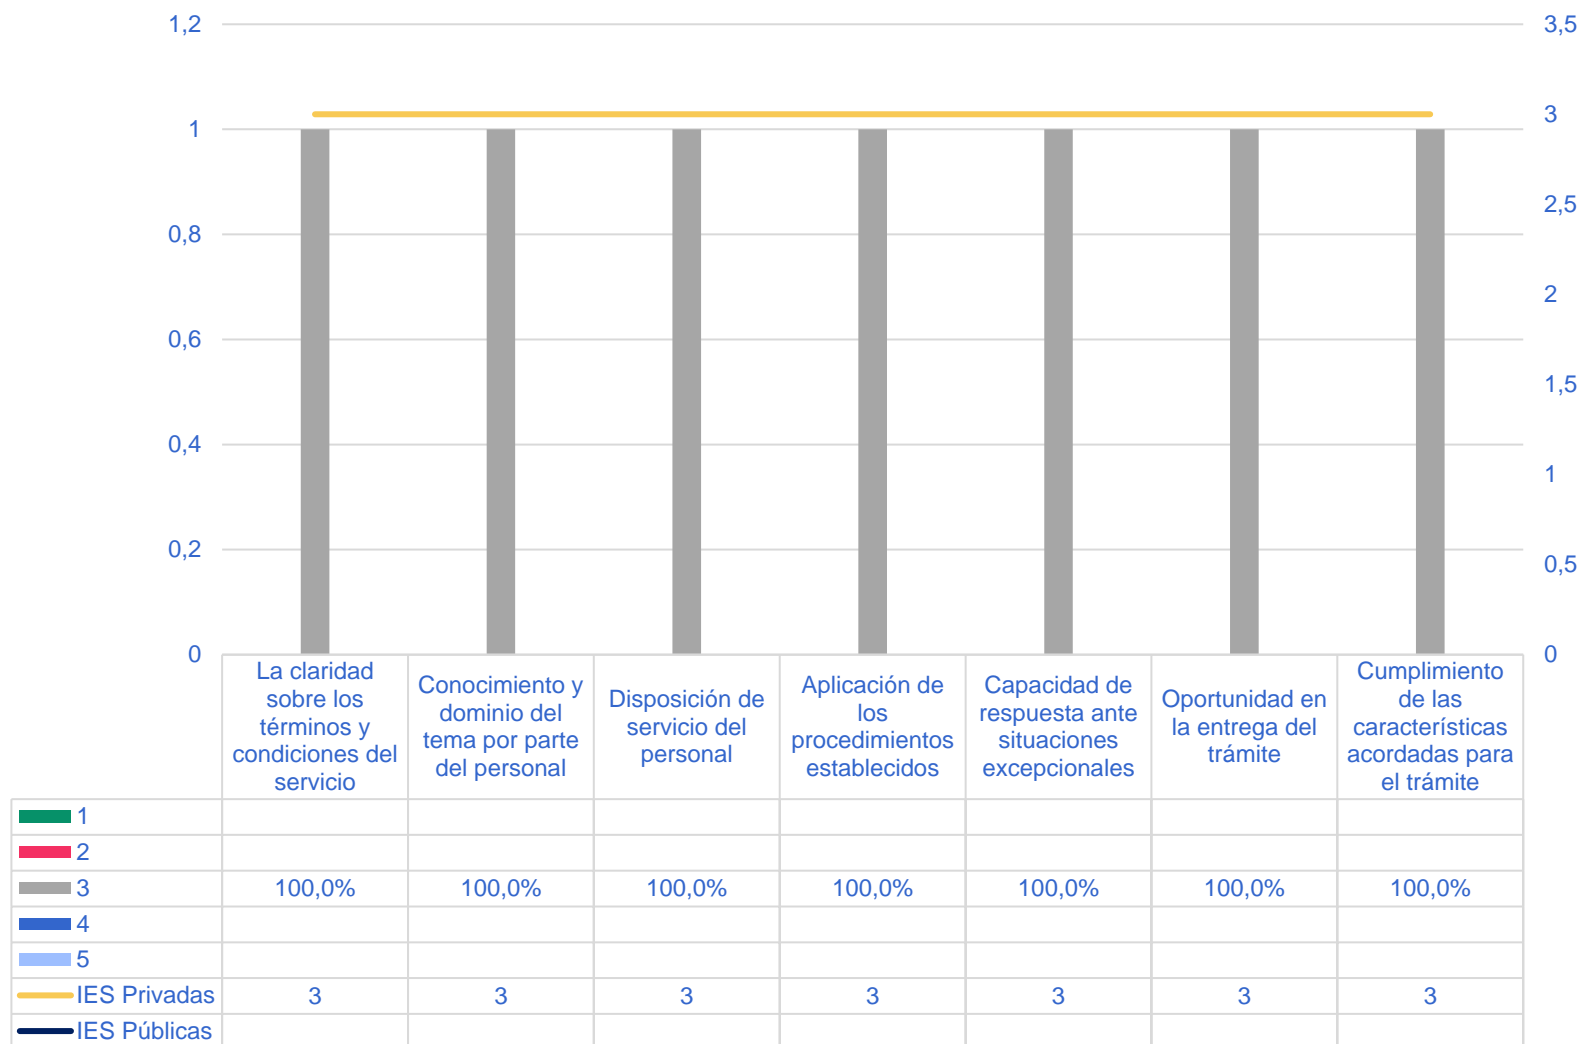 1,2
1
0,8
0,6
0,4
0,2
0
3,5
3
2,5
2
1,5
1
0,5
0
La claridad
sobre los
términos y
condiciones del
servicio
Conocimiento y
dominio del
tema por parte
del personal
Disposición de
servicio del
personal
Aplicación de
los
procedimientos
establecidos
Capacidad de
respuesta ante
situaciones
excepcionales
Oportunidad en
la entrega del
trámite
Cumplimiento
de las
características
acordadas para
el trámite
1
2
3 100,0% 100,0% 100,0% 100,0% 100,0% 100,0% 100,0%
4
5
IES Privadas 3 3 3 3 3 3 3
IES Públicas